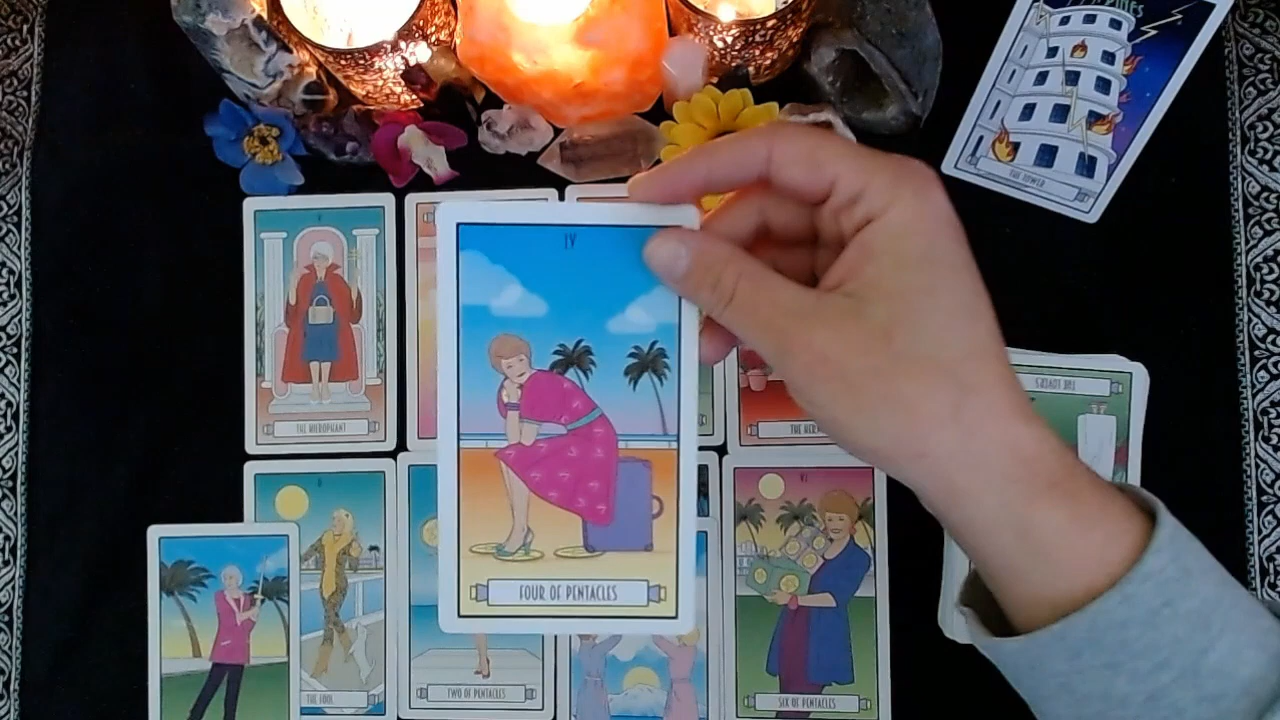 THE TOWER
V
THE HIEROPHANT
IV
FOUR OF PENTACLES
THE
THE LOVERS
THE FOOL
TWO OF PENTACLES
VI
SIX OF PENTACLES